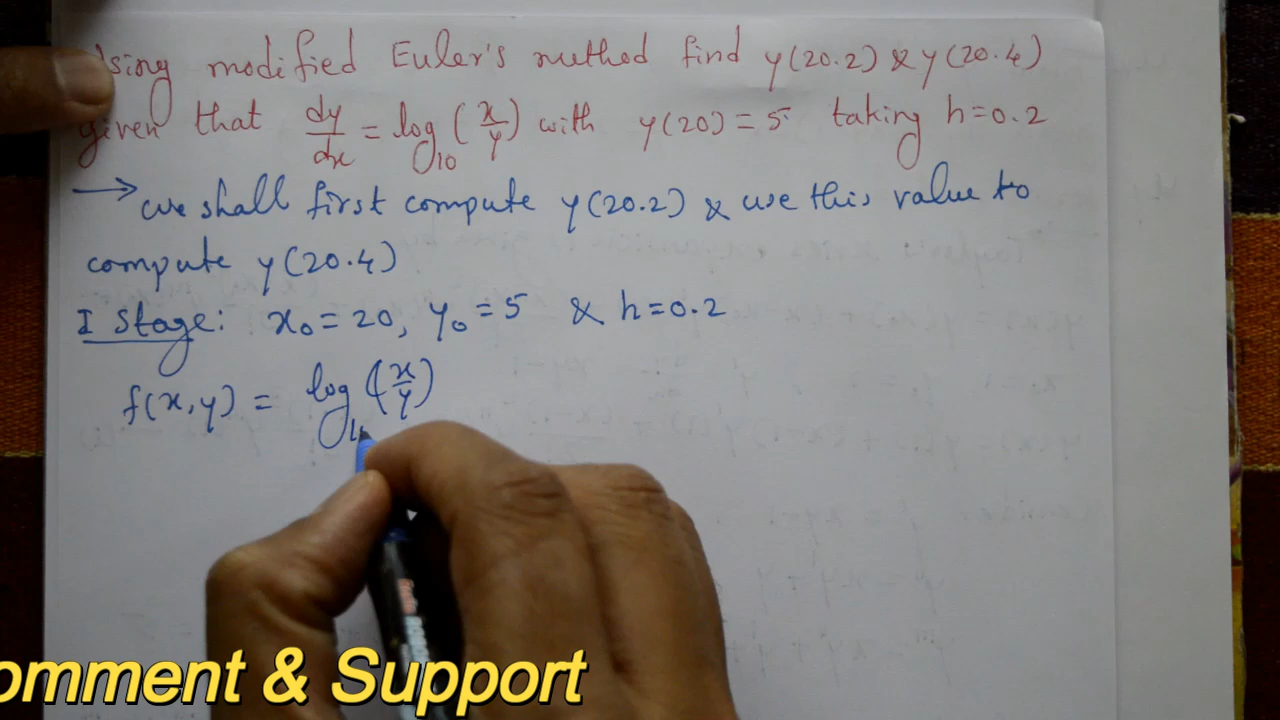 Using modified Euler's method find y(20.2) & y(20.4)
given that dy/dx = log₁₀(x/y) with y(20) = 5 taking h=0.2
→ we shall first compute y(20.2) & use this value to
compute y(20.4)
I Stage: x₀ = 20, y₀ = 5 & h = 0.2
f(x,y) = log₁(x/y)
omment & Support